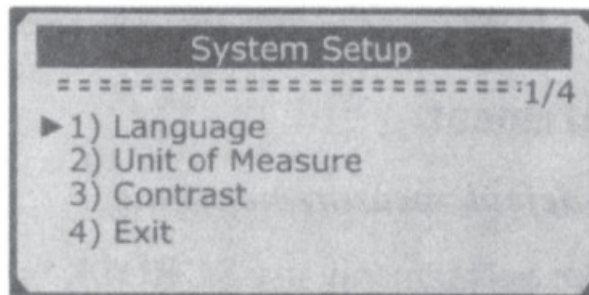 System Setup
========================:1/4
▶1) Language
2) Unit of Measure
3) Contrast
4) Exit